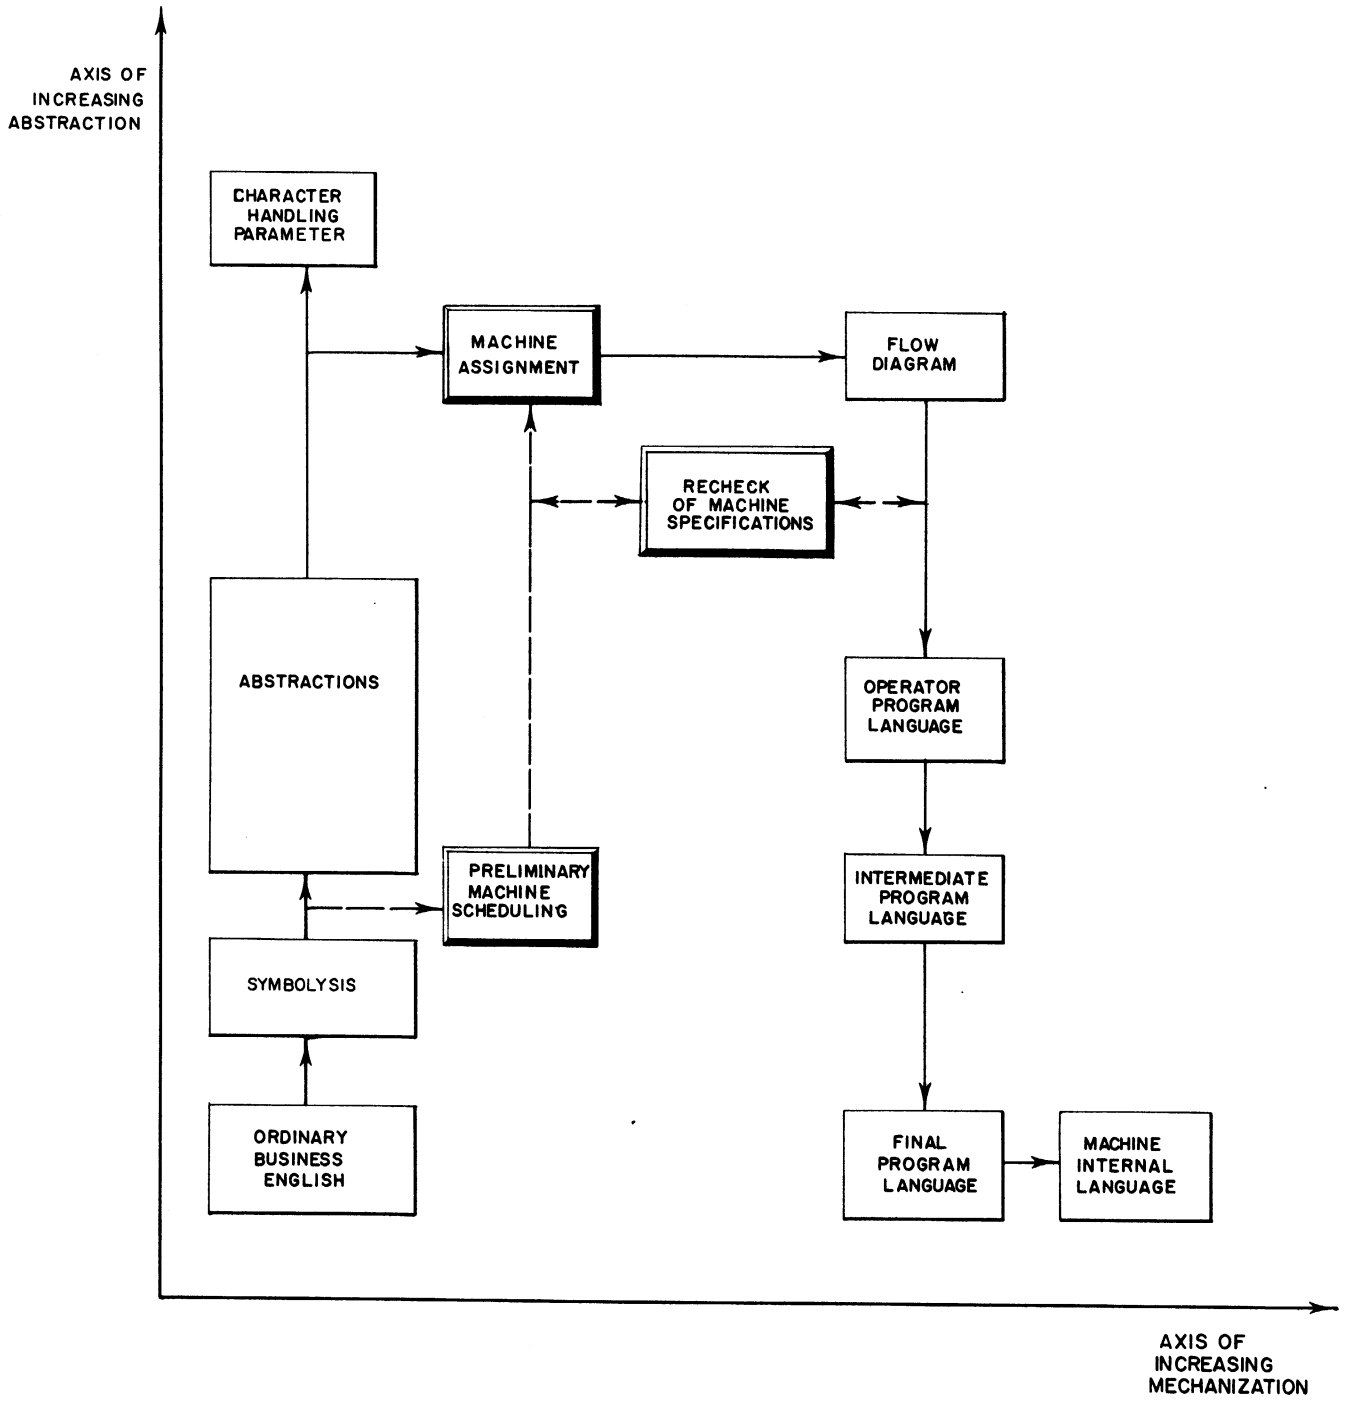 AXIS OF
INCREASING
ABSTRACTION
CHARACTER
HANDLING
PARAMETER
MACHINE
ASSIGNMENT
FLOW
DIAGRAM
RECHECK
OF MACHINE
SPECIFICATIONS
ABSTRACTIONS
OPERATOR
PROGRAM
LANGUAGE
PRELIMINARY
MACHINE
SCHEDULING
INTERMEDIATE
PROGRAM
LANGUAGE
SYMBOLYSIS
ORDINARY
BUSINESS
ENGLISH
FINAL
PROGRAM
LANGUAGE
MACHINE
INTERNAL
LANGUAGE
AXIS OF
INCREASING
MECHANIZATION